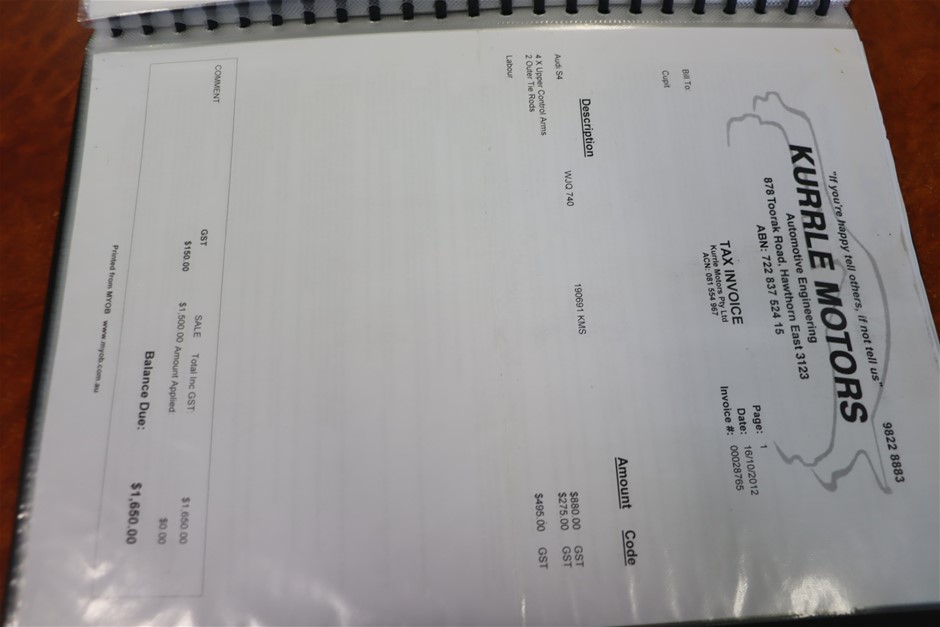 "If you're happy tell others, if not tell us"
9822 8883
KURRLE MOTORS
Automotive Engineering
878 Toorak Road, Hawthorn East 3123
ABN: 722 837 524 15
Page: 1
Date: 16/10/2012
Invoice #: 00028765
TAX INVOICE
Kurrle Motors Pty Ltd
ACN: 081 554 967
Bill To:
Cupit
Amount Code
Description
Audi S4 WJQ 740 190691 KMS
4 X Upper Control Arms $880.00 GST
2 Outer Tie Rods $275.00 GST
Labour $495.00 GST
COMMENT
GST SALE Total Inc GST: $1,650.00
$150.00 $1,500.00 Amount Applied: $0.00
Balance Due: $1,650.00
Printed from MYOB www.myob.com.au